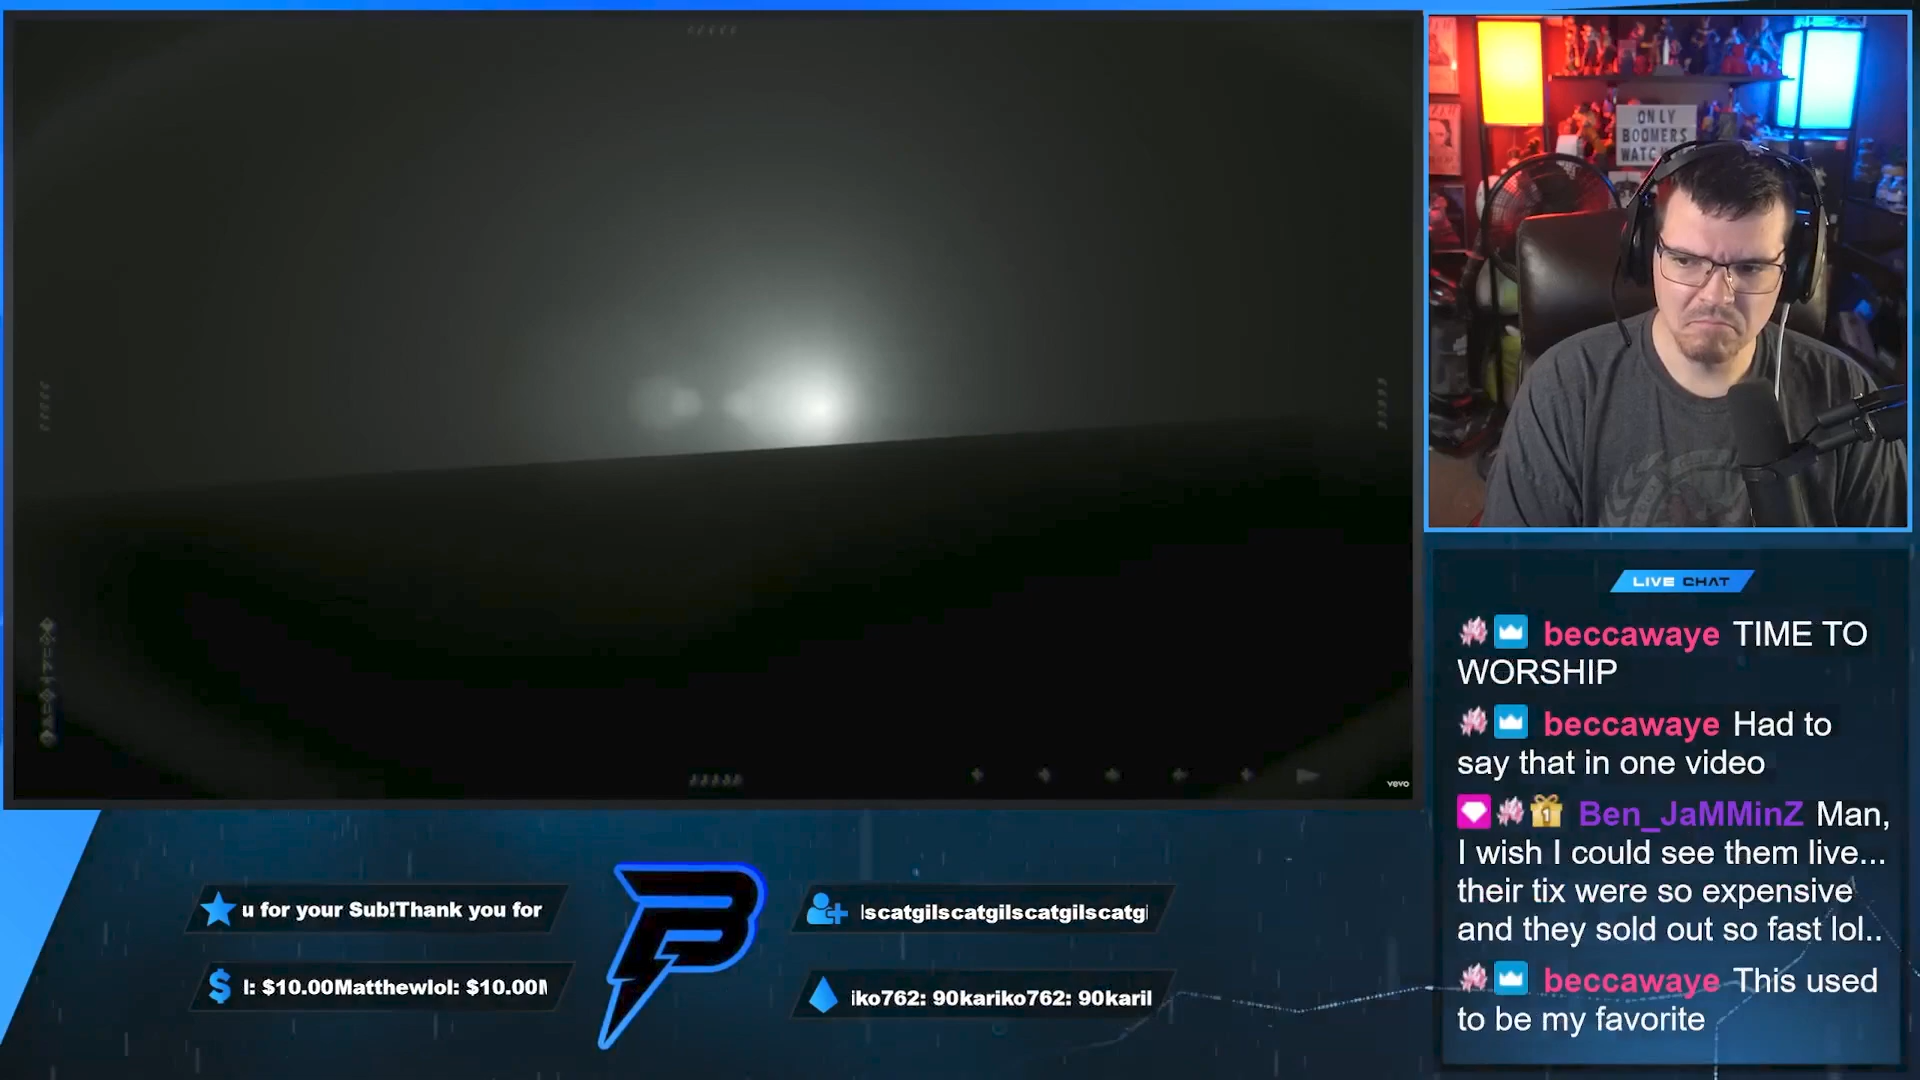 vevo
ONLY
BOOMERS
LIVE CHAT
beccawaye TIME TO
WORSHIP
beccawaye Had to
say that in one video
Ben_JaMMinZ Man,
I wish I could see them live...
their tix were so expensive
and they sold out so fast lol..
beccawaye This used
to be my favorite
u for your Sub!Thank you for
lscatgilscatgilscatgilscatg
l: $10.00Matthewlol: $10.00M
iko762: 90kariko762: 90karil